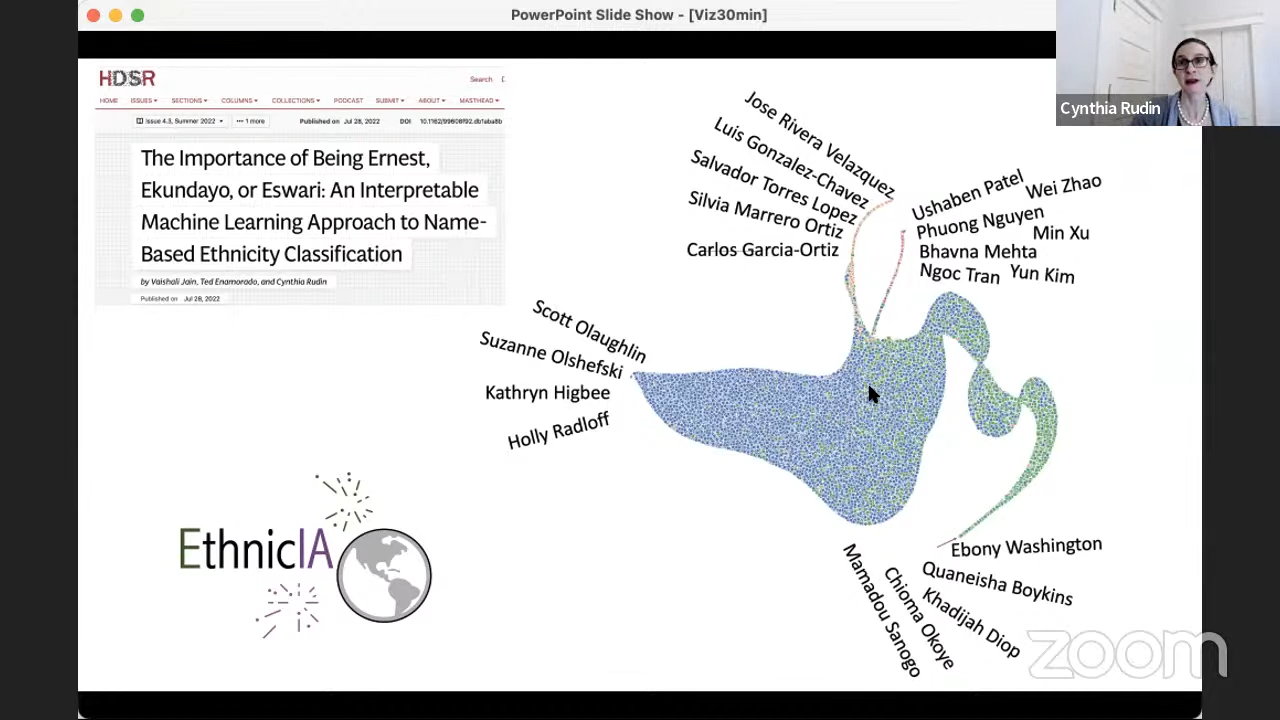 PowerPoint Slide Show - [Viz30min]
Cynthia Rudin
HDSR
Search
HOME ISSUES SECTIONS COLUMNS COLLECTIONS PODCAST SUBMIT ABOUT MASTHEAD
Issue 4.3, Summer 2022 ••• 1 more Published on Jul 28, 2022 DOI 10.1162/99608f92.db1aba8b
The Importance of Being Ernest,
Ekundayo, or Eswari: An Interpretable
Machine Learning Approach to Name-
Based Ethnicity Classification
by Vaishali Jain, Ted Enamorado, and Cynthia Rudin
Published on Jul 28, 2022
Jose Rivera Velazquez
Luis Gonzalez-Chavez
Salvador Torres Lopez
Silvia Marrero Ortiz
Carlos Garcia-Ortiz
Ushaben Patel
Wei Zhao
Phuong Nguyen
Min Xu
Bhavna Mehta
Ngoc Tran
Yun Kim
Scott Olaughlin
Suzanne Olshefski
Kathryn Higbee
Holly Radloff
EthnicIA
Ebony Washington
Quaneisha Boykins
Khadijah Diop
Chioma Okoye
Mamadou Sanogo
zoom